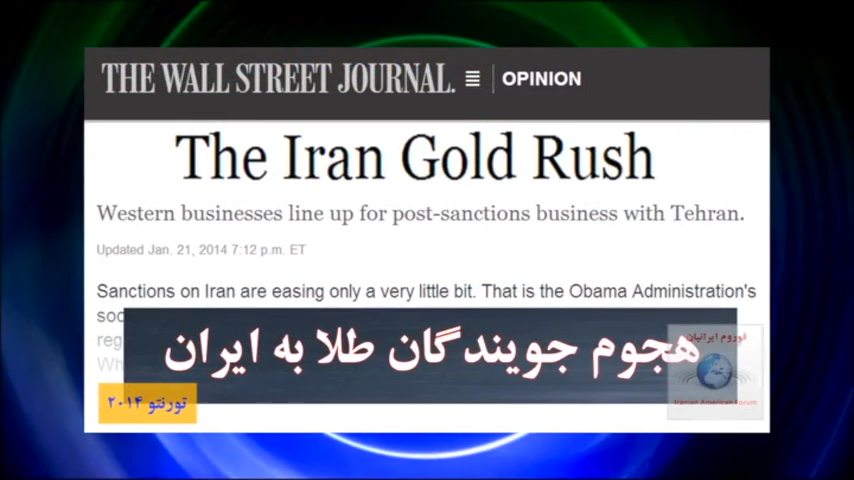 THE WALL STREET JOURNAL. ≡ | OPINION
The Iran Gold Rush
Western businesses line up for post-sanctions business with Tehran.
Updated Jan. 21, 2014 7:12 p.m. ET
Sanctions on Iran are easing only a very little bit. That is the Obama Administration's
هجوم جویندگان طلا به ایران
فوروم ایرانیان
Iranian American Forum
تورنتو ۲۰۱۴